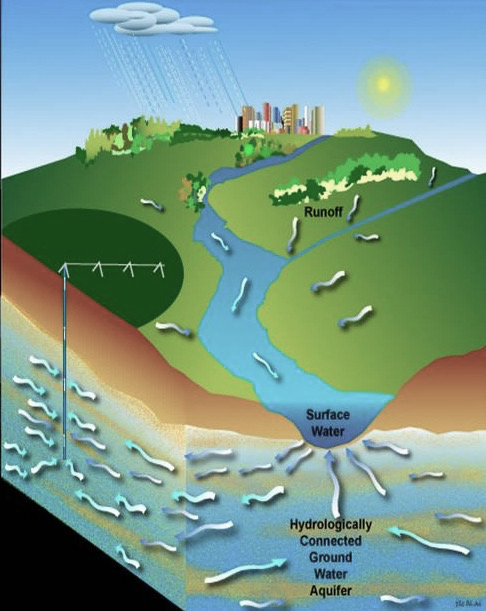 Runoff
Surface
Water
Hydrologically
Connected
Ground
Water
Aquifer